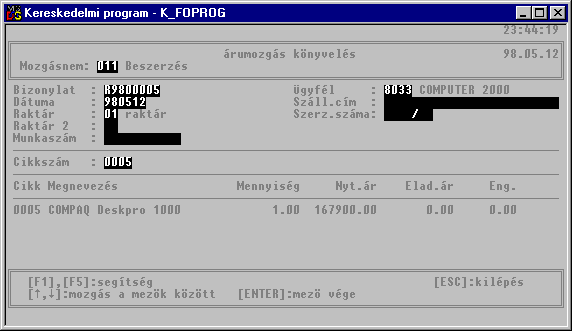 Kereskedelmi program - K_FOPROG
23:44:19
árumozgás könyvelés 98.05.12
Mozgásnem: 011 Beszerzés
Bizonylat : R9800005 Ügyfél : 8033 COMPUTER 2000
Dátuma : 980512 Száll.cím :
Raktár : 01 raktár Szerz.száma: /
Raktár 2 :
Munkaszám :
Cikkszám : 0005
Cikk Megnevezés Mennyiség Nyt.ár Elad.ár Eng.
0005 COMPAQ Deskpro 1000 1.00 167900.00 0.00 0.00
[F1],[F5]:segítség [ESC]:kilépés
[↑,↓]:mozgás a mezök között [ENTER]:mezö vége